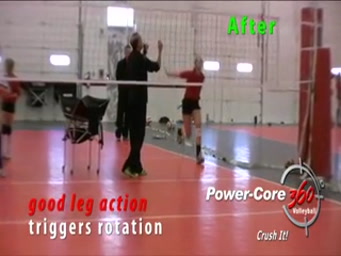 After
good leg action
triggers rotation
Power-Core 360
Volleyball
Crush It!